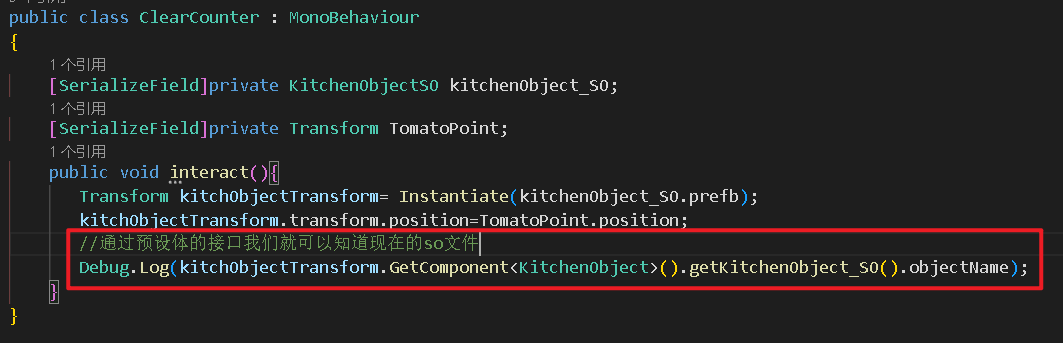 public class ClearCounter : MonoBehaviour
{
1 个引用
[SerializeField]private KitchenObjectSO kitchenObject_SO;
1 个引用
[SerializeField]private Transform TomatoPoint;
1 个引用
public void interact(){
Transform kitchObjectTransform= Instantiate(kitchenObject_SO.prefb);
kitchObjectTransform.transform.position=TomatoPoint.position;
//通过预设体的接口我们就可以知道现在的so文件
Debug.Log(kitchObjectTransform.GetComponent<KitchenObject>().getKitchenObject_SO().objectName);
}
}